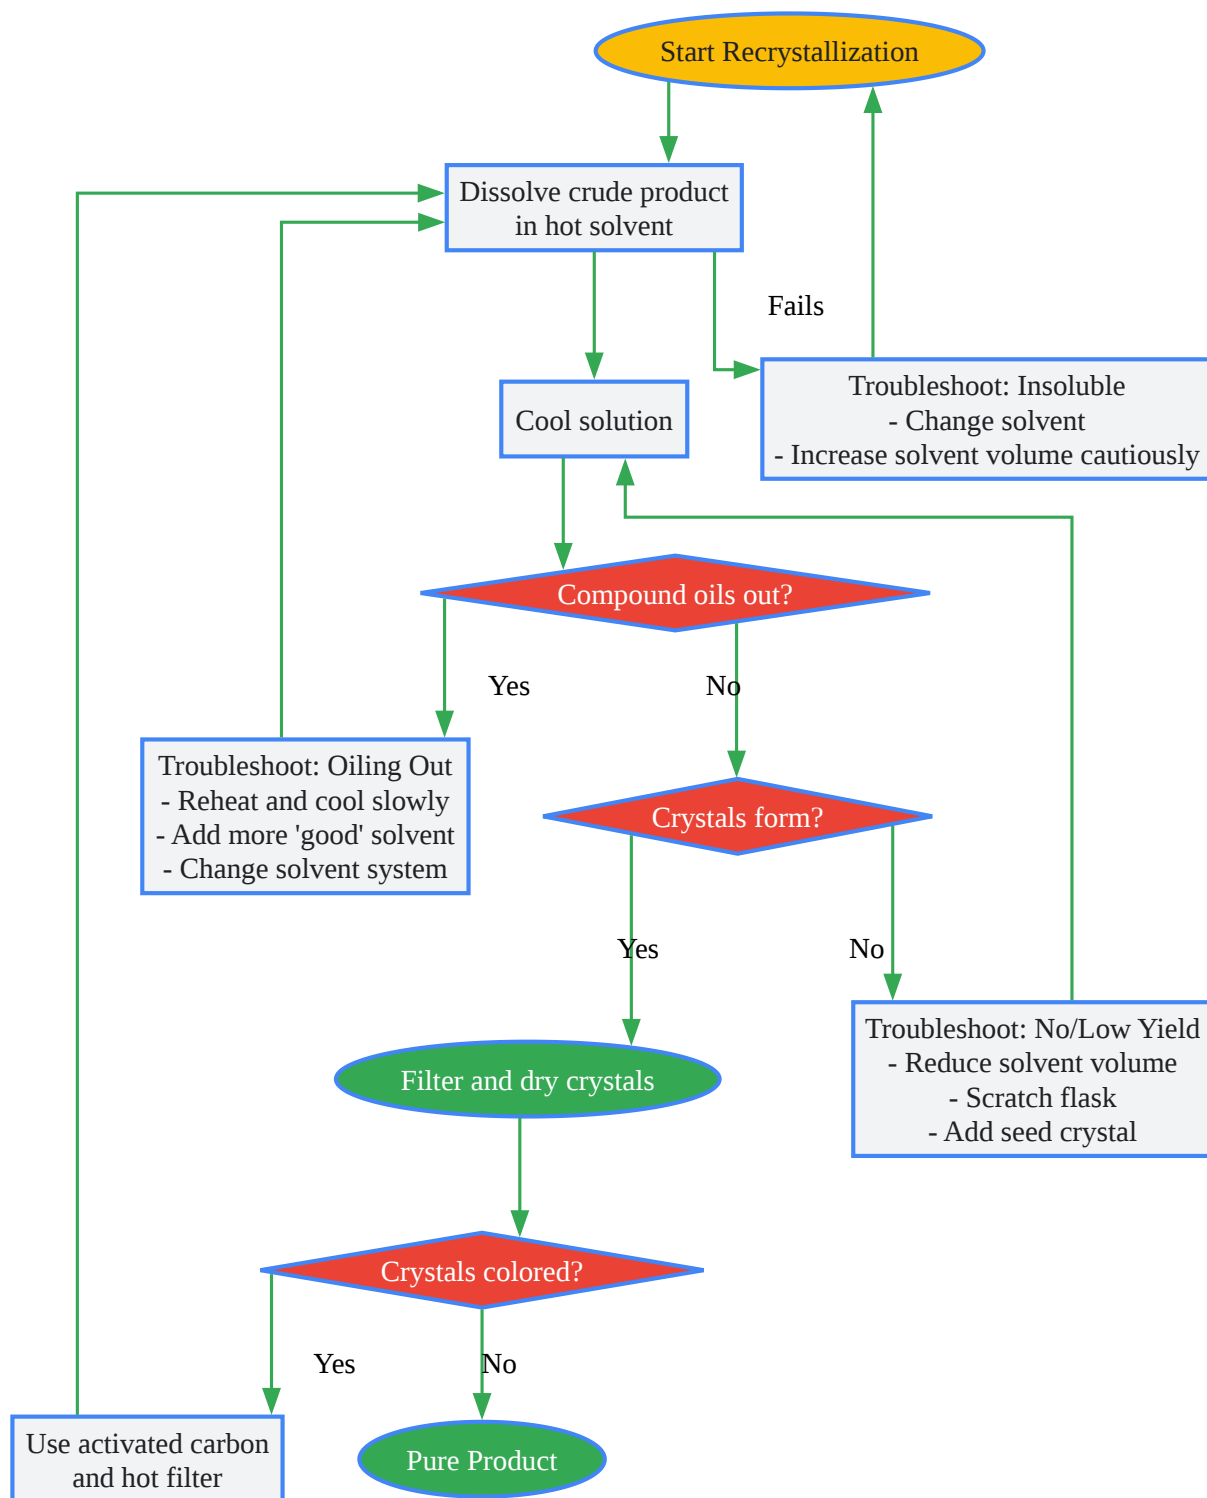 Start Recrystallization
Dissolve crude product
in hot solvent
Fails
Troubleshoot: Insoluble
- Change solvent
- Increase solvent volume cautiously
Cool solution
Compound oils out?
Yes
No
Troubleshoot: Oiling Out
- Reheat and cool slowly
- Add more 'good' solvent
- Change solvent system
Crystals form?
Yes
No
Troubleshoot: No/Low Yield
- Reduce solvent volume
- Scratch flask
- Add seed crystal
Filter and dry crystals
Crystals colored?
Yes
No
Use activated carbon
and hot filter
Pure Product